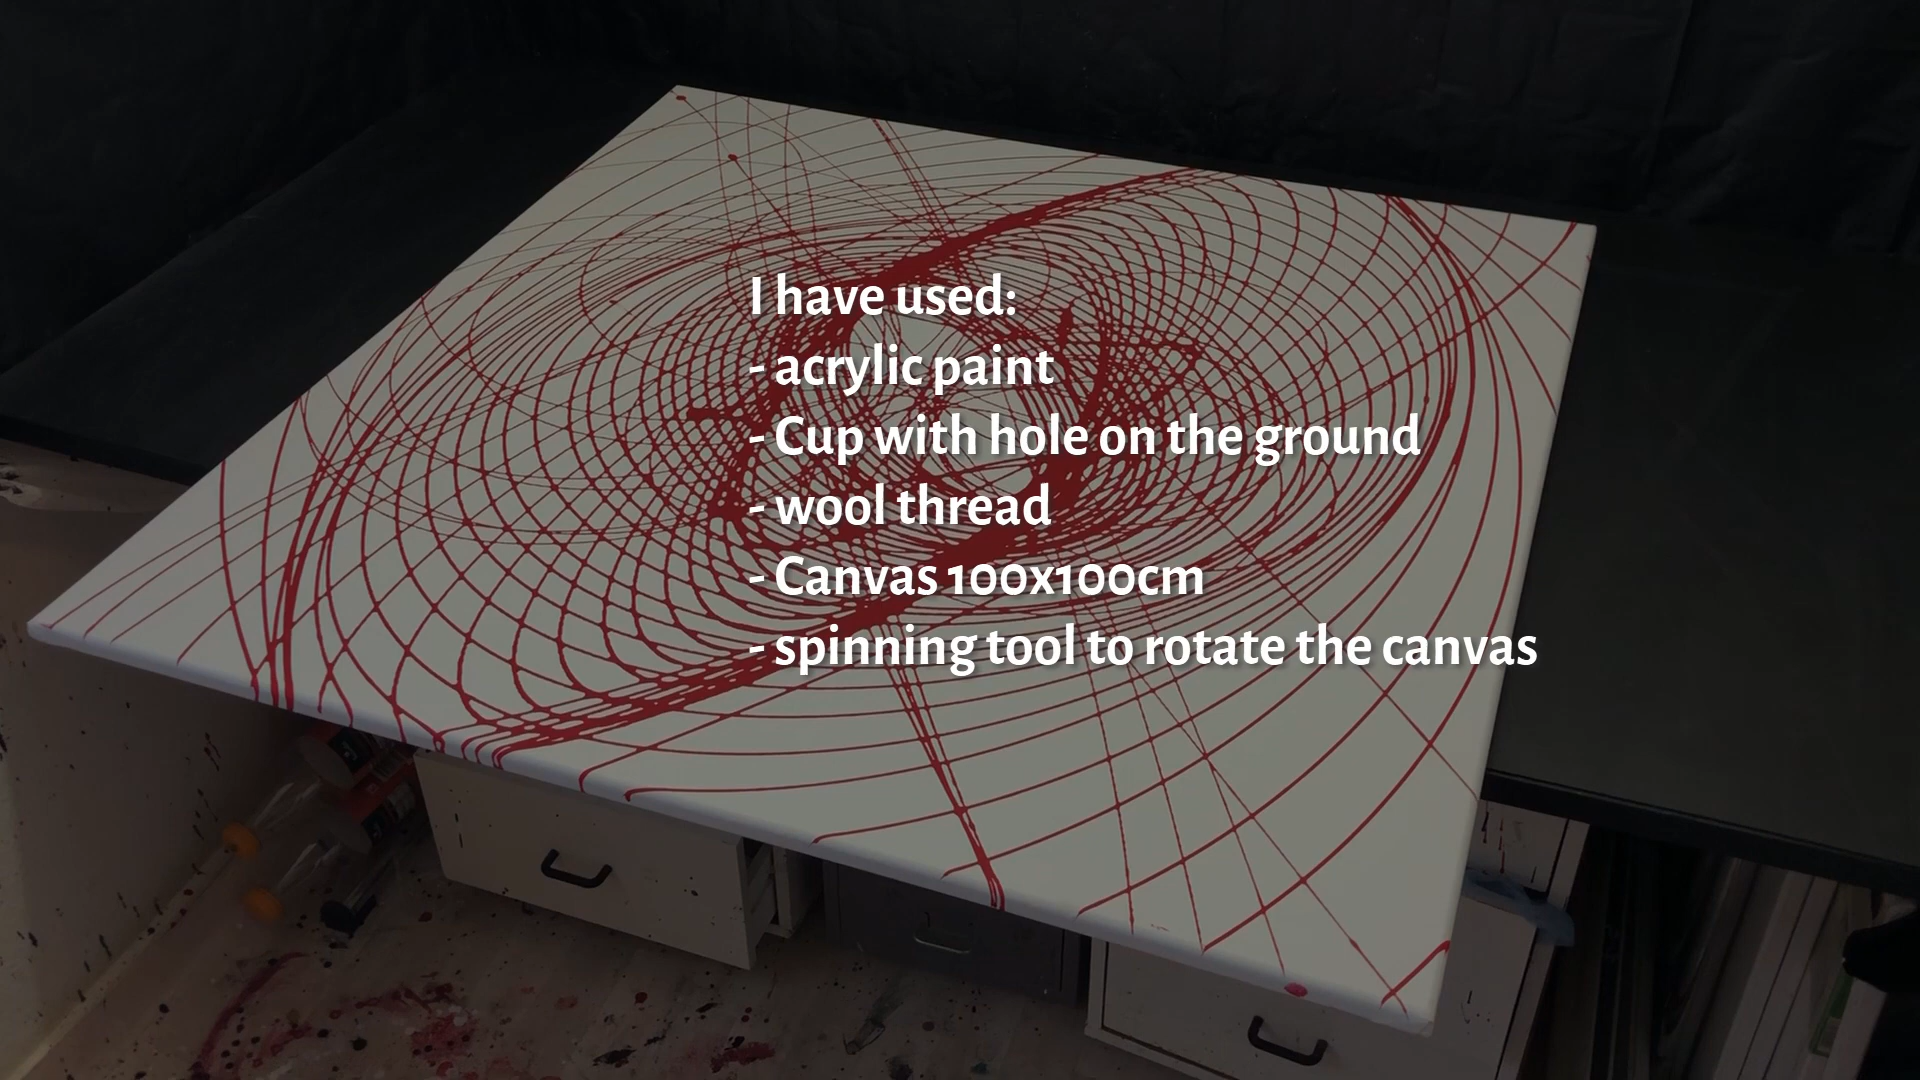 I have used:
- acrylic paint
- Cup with hole on the ground
- wool thread
- Canvas 100x100cm
- spinning tool to rotate the canvas